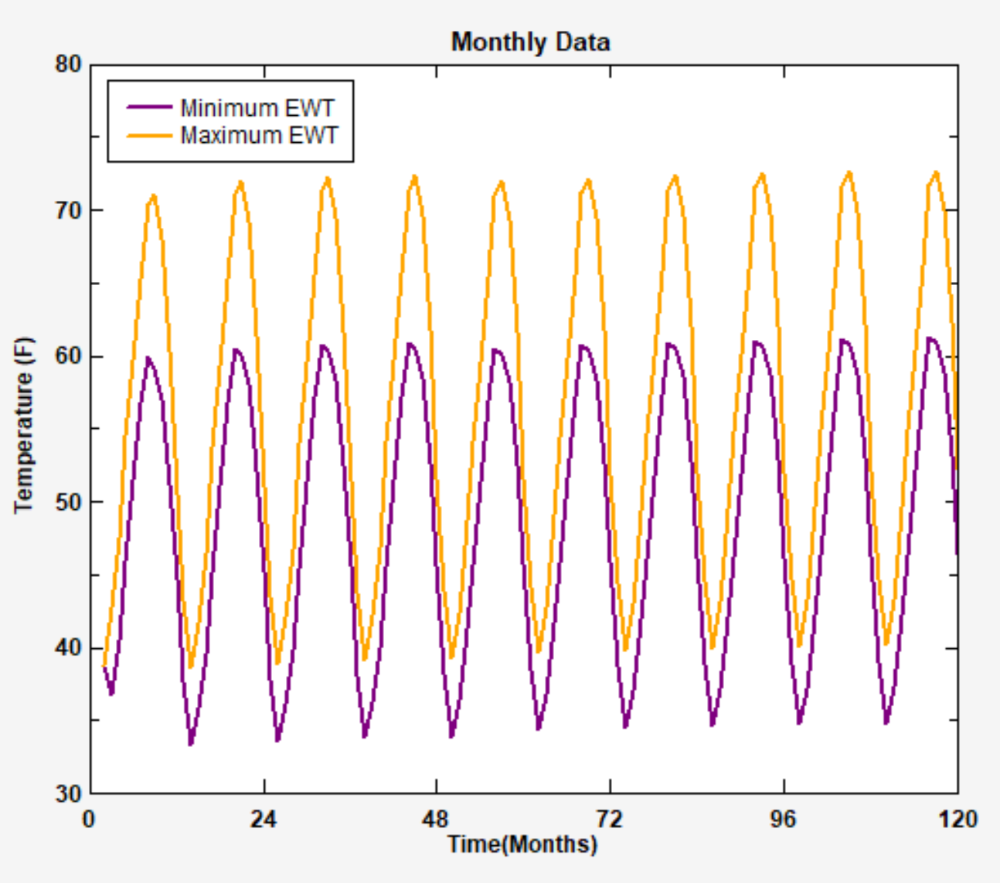 Monthly Data
80
Minimum EWT
Maximum EWT
70
60
Temperature (F)
50
40
30
0 24 48 72 96 120
Time(Months)